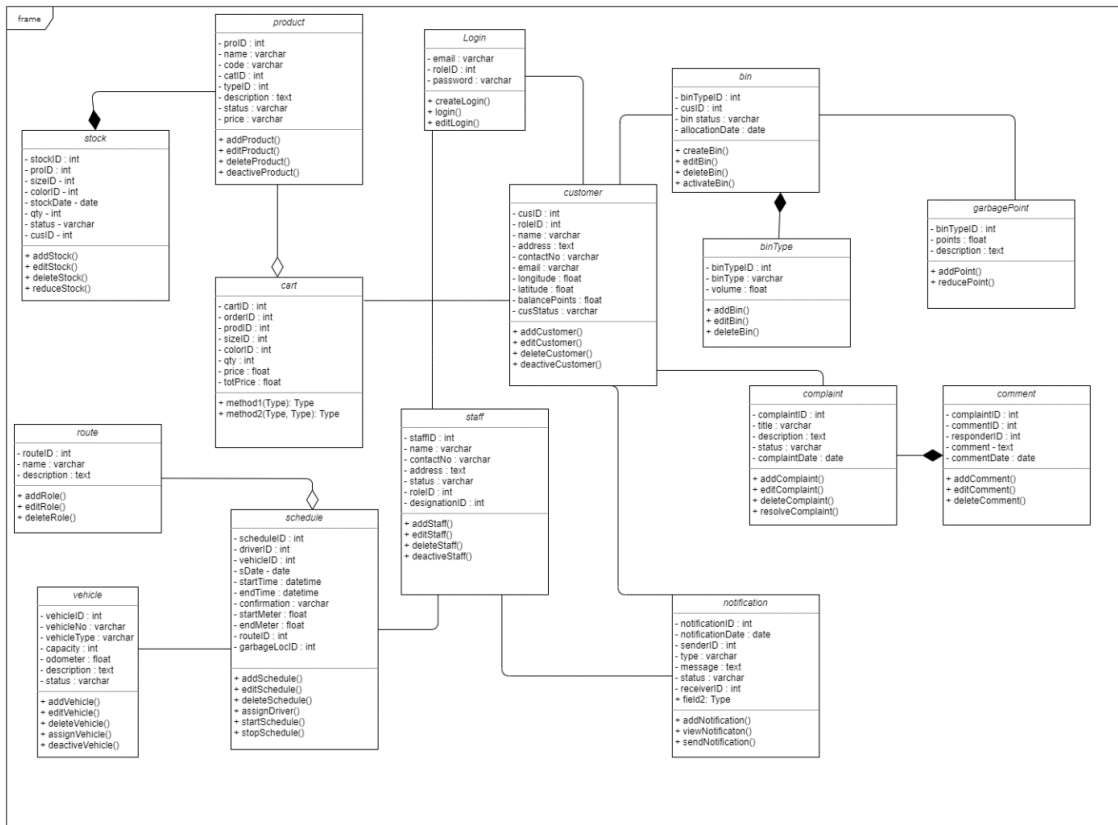 frame
product
- proID : int
- name : varchar
- code : varchar
- catID : int
- typeID : int
- description : text
- status : varchar
- price : varchar
+ addProduct()
+ editProduct()
+ deleteProduct()
+ deactiveProduct()
Login
- email : varchar
- roleID : int
- password : varchar
+ createLogin()
+ login()
+ editLogin()
bin
- binTypeID : int
- cusID : int
- bin status : varchar
- allocationDate : date
+ createBin()
+ editBin()
+ deleteBin()
+ activateBin()
stock
- stockID : int
- proID : int
- sizeID - int
- colorID : int
- stockDate - date
- qty - int
- status - varchar
- cusID - int
+ addStock()
+ editStock()
+ deleteStock()
+ reduceStock()
customer
- cusID : int
- roleID : int
- name : varchar
- address : text
- contactNo : varchar
- email : varchar
- longitude : float
- latitude : float
- balancePoints : float
- cusStatus : varchar
+ addCustomer()
+ editCustomer()
+ deleteCustomer()
+ deactiveCustomer()
garbagePoint
- binTypeID : int
- points : float
- description : text
+ addPoint()
+ reducePoint()
binType
- binTypeID : int
- binType : varchar
- volume : float
+ addBin()
+ editBin()
+ deleteBin()
cart
- cartID : int
- orderID : int
- prodID : int
- sizeID : int
- colorID : int
- qty : int
- price : float
- totPrice : float
+ method1(Type): Type
+ method2(Type, Type): Type
complaint
- complaintID : int
- title : varchar
- description : text
- status : varchar
- complaintDate : date
+ addComplaint()
+ editComplaint()
+ deleteComplaint()
+ resolveComplaint()
comment
- complaintID : int
- commentID : int
- responderID : int
- comment - text
- commentDate : date
+ addComment()
+ editComment()
+ deleteComment()
staff
- staffID : int
- name : varchar
- contactNo : varchar
- address : text
- status : varchar
- roleID : int
- designationID : int
+ addStaff()
+ editStaff()
+ deleteStaff()
+ deactiveStaff()
route
- routeID : int
- name : varchar
- description : text
+ addRole()
+ editRole()
+ deleteRole()
schedule
- scheduleID : int
- driverID : int
- vehicleID : int
- sDate - date
- startTime : datetime
- endTime : datetime
- confirmation : varchar
- startMeter : float
- endMeter : float
- routeID : int
- garbageLocID : int
+ addSchedule()
+ editSchedule()
+ deleteSchedule()
+ assignDriver()
+ startSchedule()
+ stopSchedule()
vehicle
- vehicleID : int
- vehicleNo : varchar
- vehicleType : varchar
- capacity : int
- odometer : float
- description : text
- status : varchar
+ addVehicle()
+ editVehicle()
+ deleteVehicle()
+ assignVehicle()
+ deactiveVehicle()
notification
- notificationID : int
- notificationDate : date
- senderID : int
- type : varchar
- message : text
- status : varchar
- receiverID : int
+ field2: Type
+ addNotification()
+ viewNotificaton()
+ sendNotification()